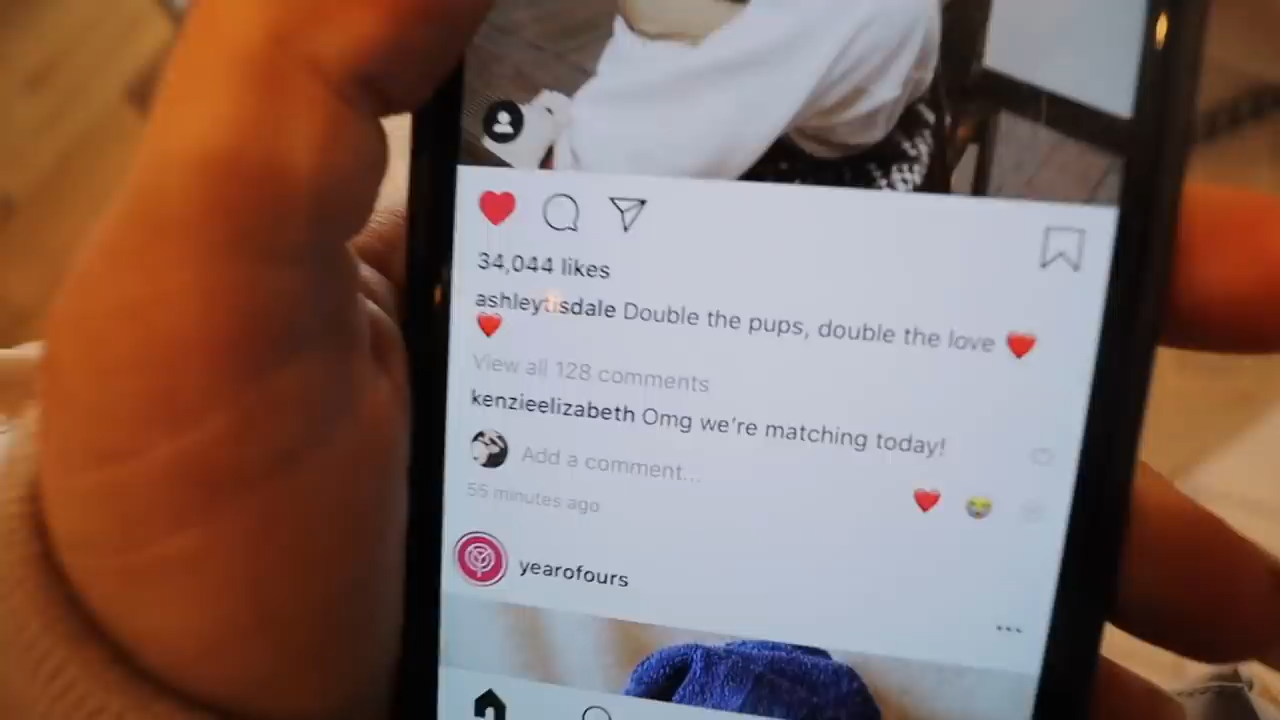 34,044 likes
ashleytisdale Double the pups, double the love ❤️
❤️
View all 128 comments
kenzieelizabeth Omg we're matching today!
Add a comment...
55 minutes ago
yearofours